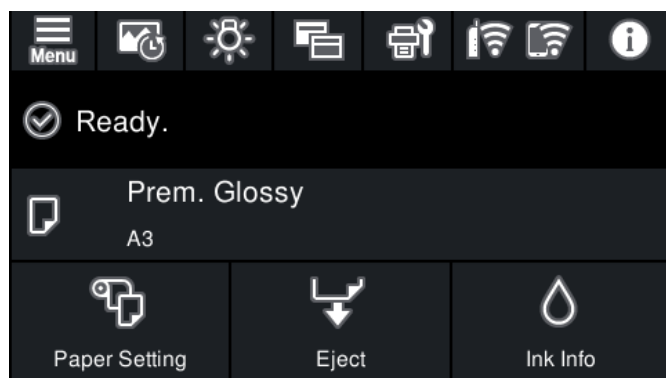 Menu
Ready.
Prem. Glossy
A3
Paper Setting
Eject
Ink Info